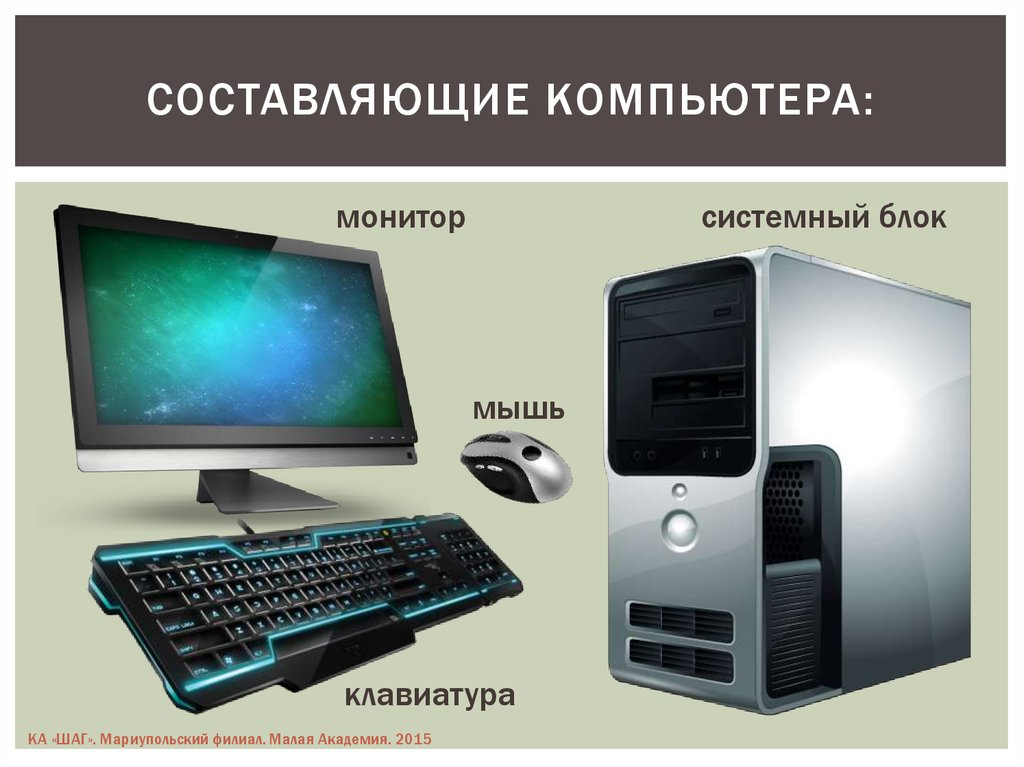 СОСТАВЛЯЮЩИЕ КОМПЬЮТЕРА:
монитор
системный блок
мышь
клавиатура
КА «ШАГ». Мариупольский филиал. Малая Академия. 2015